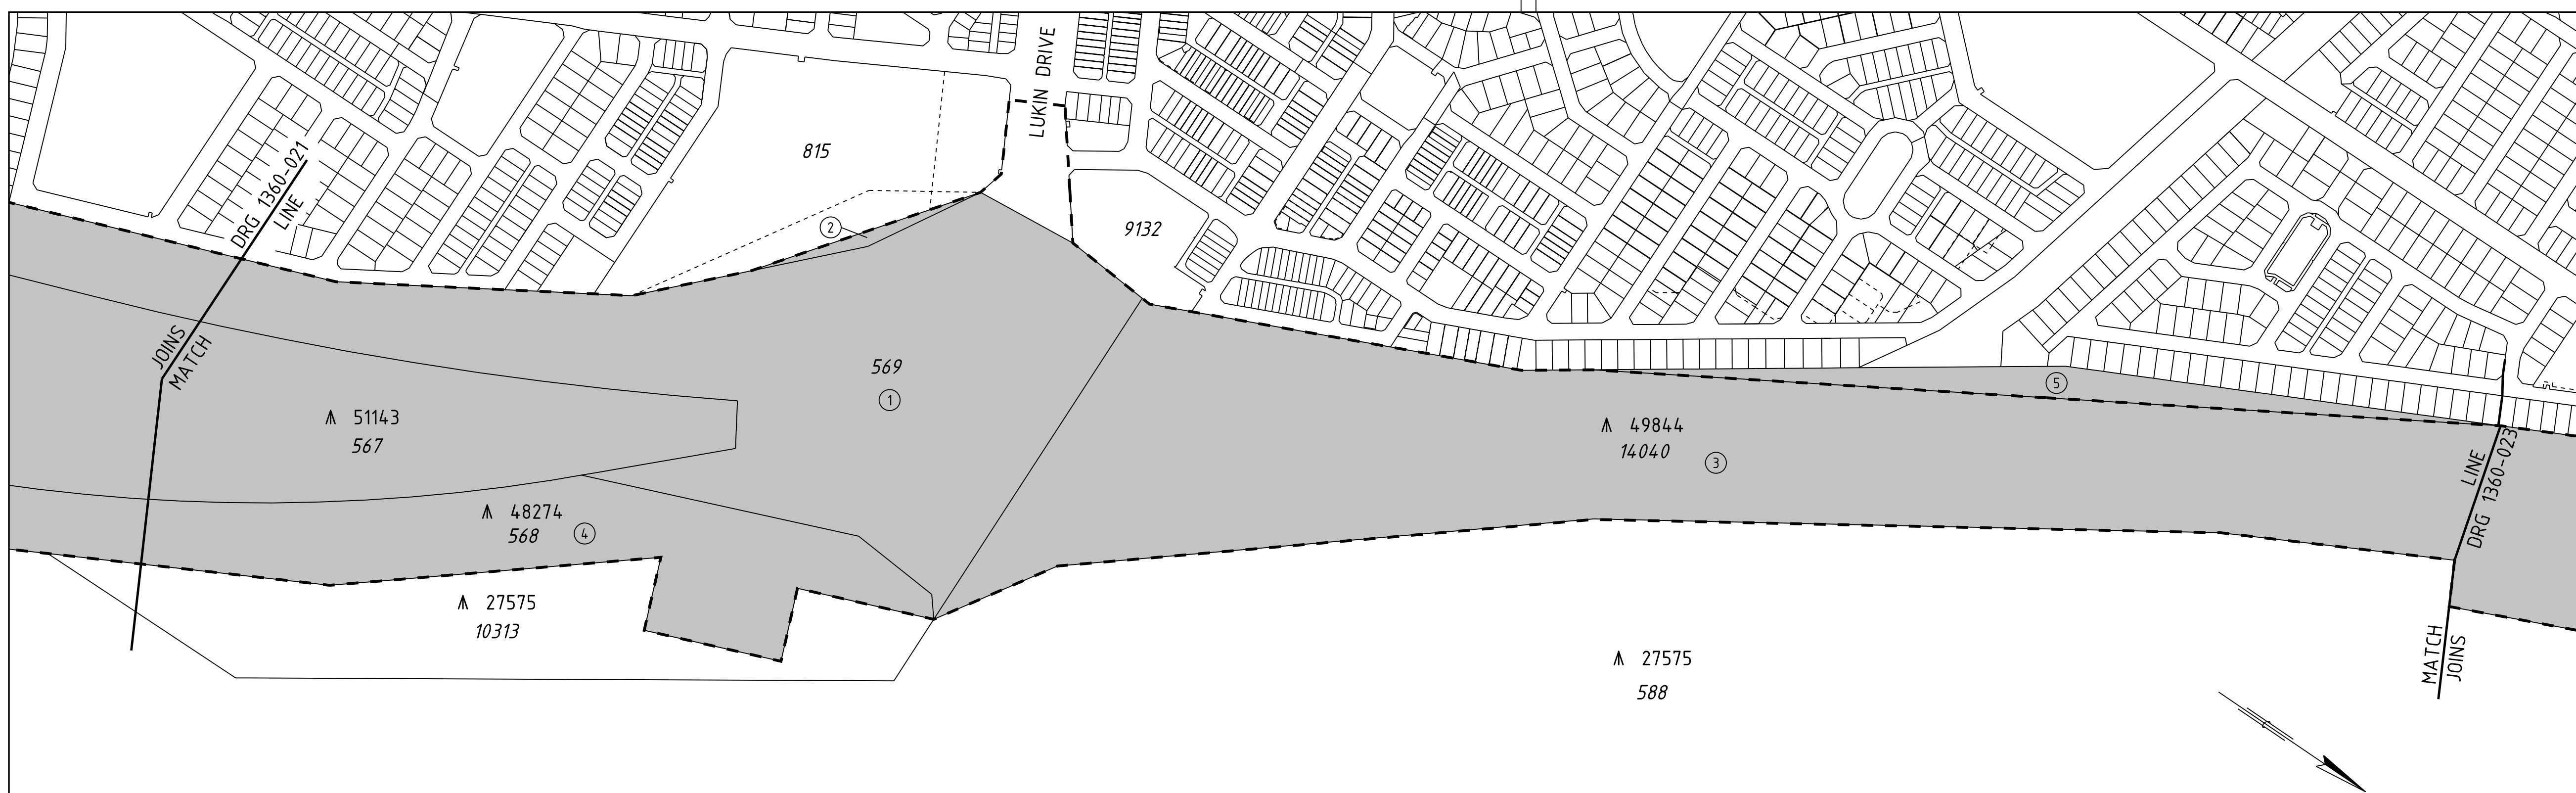 LUKIN DRIVE
DRG 1360-021
LINE
JOINS
MATCH
815
2
9132
569
1
51143
567
48274
568
4
27575
10313
49844
14040
3
5
27575
588
LINE
DRG 1360-023
MATCH
JOINS